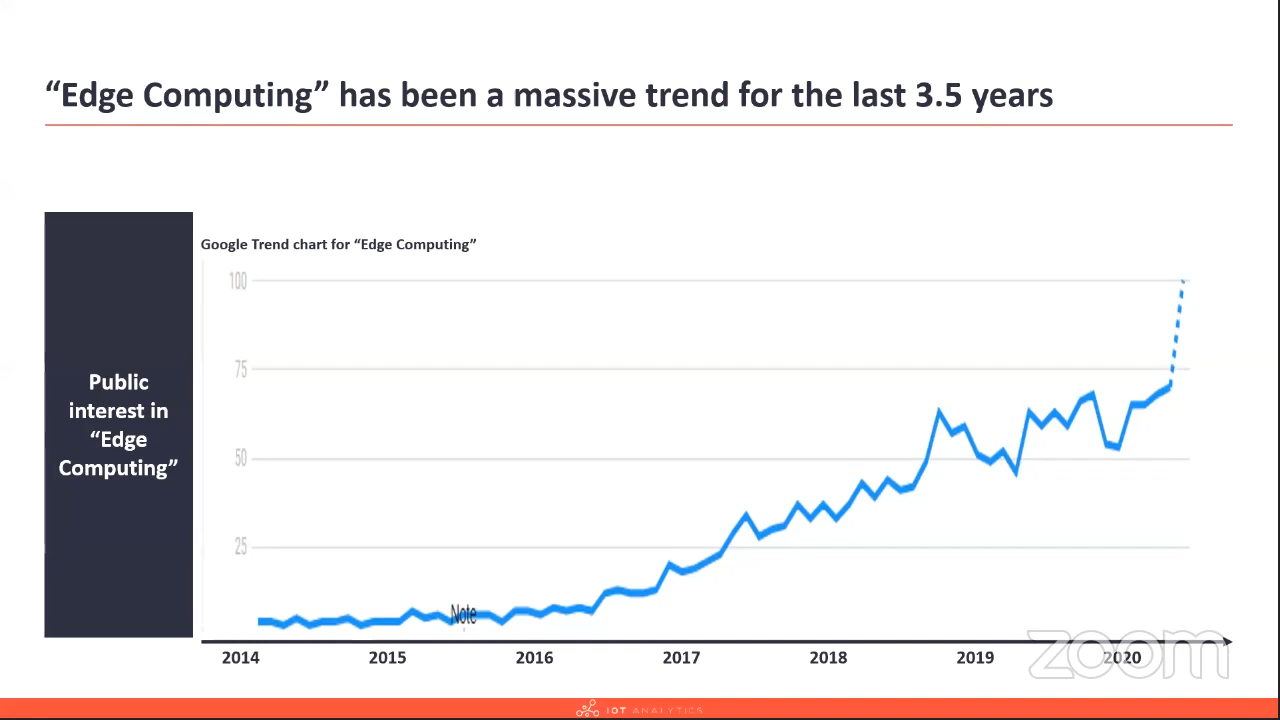 “Edge Computing” has been a massive trend for the last 3.5 years
Google Trend chart for “Edge Computing”
Public
interest in
“Edge
Computing”
100
75
50
25
Note
2014 2015 2016 2017 2018 2019 2020
zoom
IOT ANALYTICS